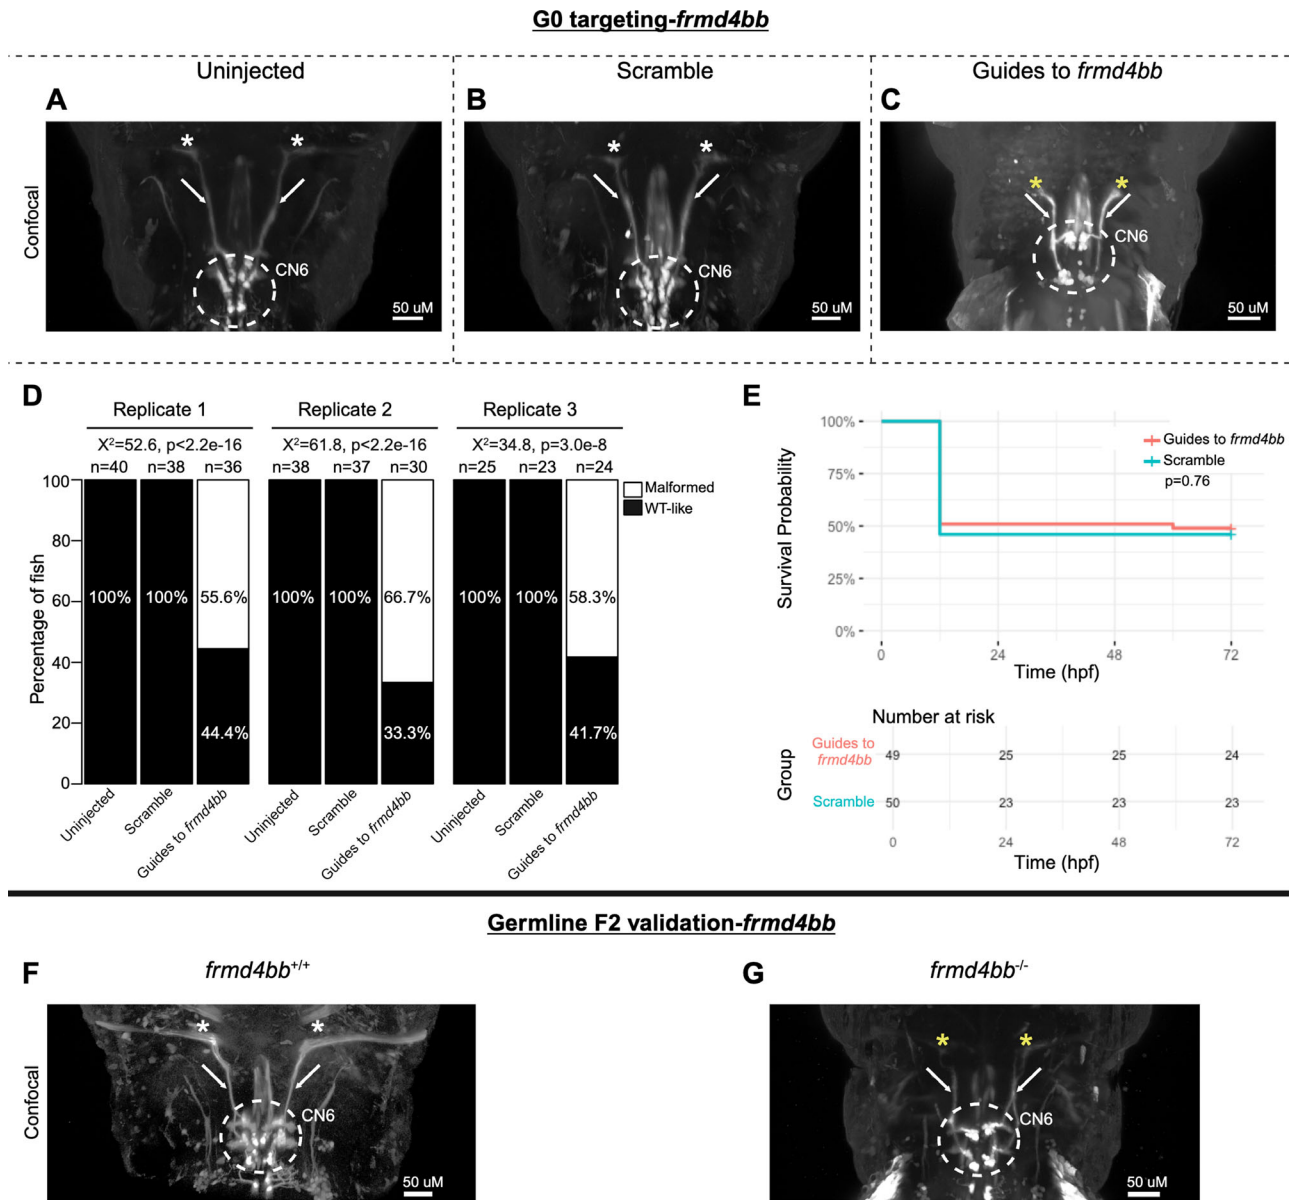 G0 targeting-frmd4bb
Uninjected
Scramble
Guides to frmd4bb
A
B
C
Confocal
*
*
CN6
50 uM
*
*
CN6
50 uM
*
*
CN6
50 uM
D
Replicate 1
Replicate 2
Replicate 3
X²=52.6, p<2.2e-16
X²=61.8, p<2.2e-16
X²=34.8, p=3.0e-8
n=40
n=38
n=36
n=38
n=37
n=30
n=25
n=23
n=24
Percentage of fish
100
80
60
40
20
0
100%
100%
55.6%
44.4%
100%
100%
66.7%
33.3%
100%
100%
58.3%
41.7%
Malformed
WT-like
Uninjected
Scramble
Guides to frmd4bb
Uninjected
Scramble
Guides to frmd4bb
Uninjected
Scramble
Guides to frmd4bb
E
Survival Probability
100%
75%
50%
25%
0%
Guides to frmd4bb
Scramble
p=0.76
0
24
48
72
Time (hpf)
Number at risk
Group
Guides to
frmd4bb
49
25
25
24
Scramble
50
23
23
23
0
24
48
72
Time (hpf)
Germline F2 validation-frmd4bb
F
frmd4bb+/+
G
frmd4bb-/-
Confocal
*
*
CN6
50 uM
*
*
CN6
50 uM